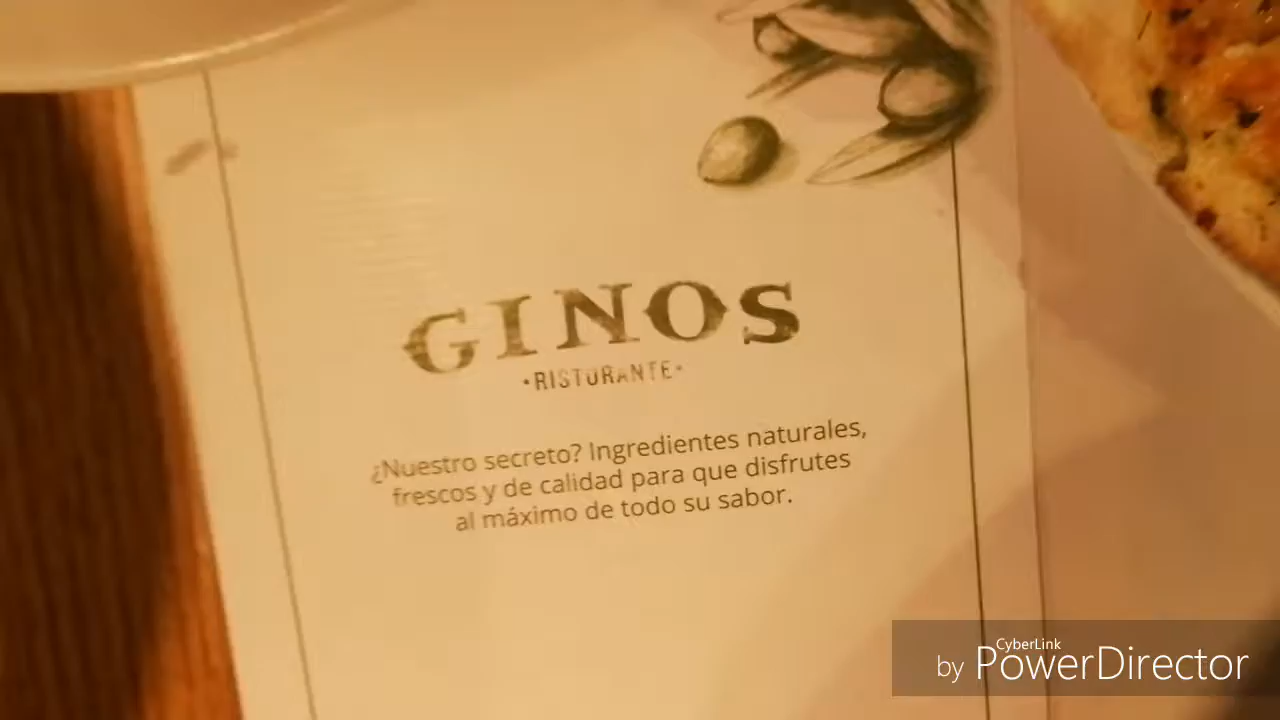 GINOS
·RISTORANTE·
¿Nuestro secreto? Ingredientes naturales,
frescos y de calidad para que disfrutes
al máximo de todo su sabor.
CyberLink
by PowerDirector